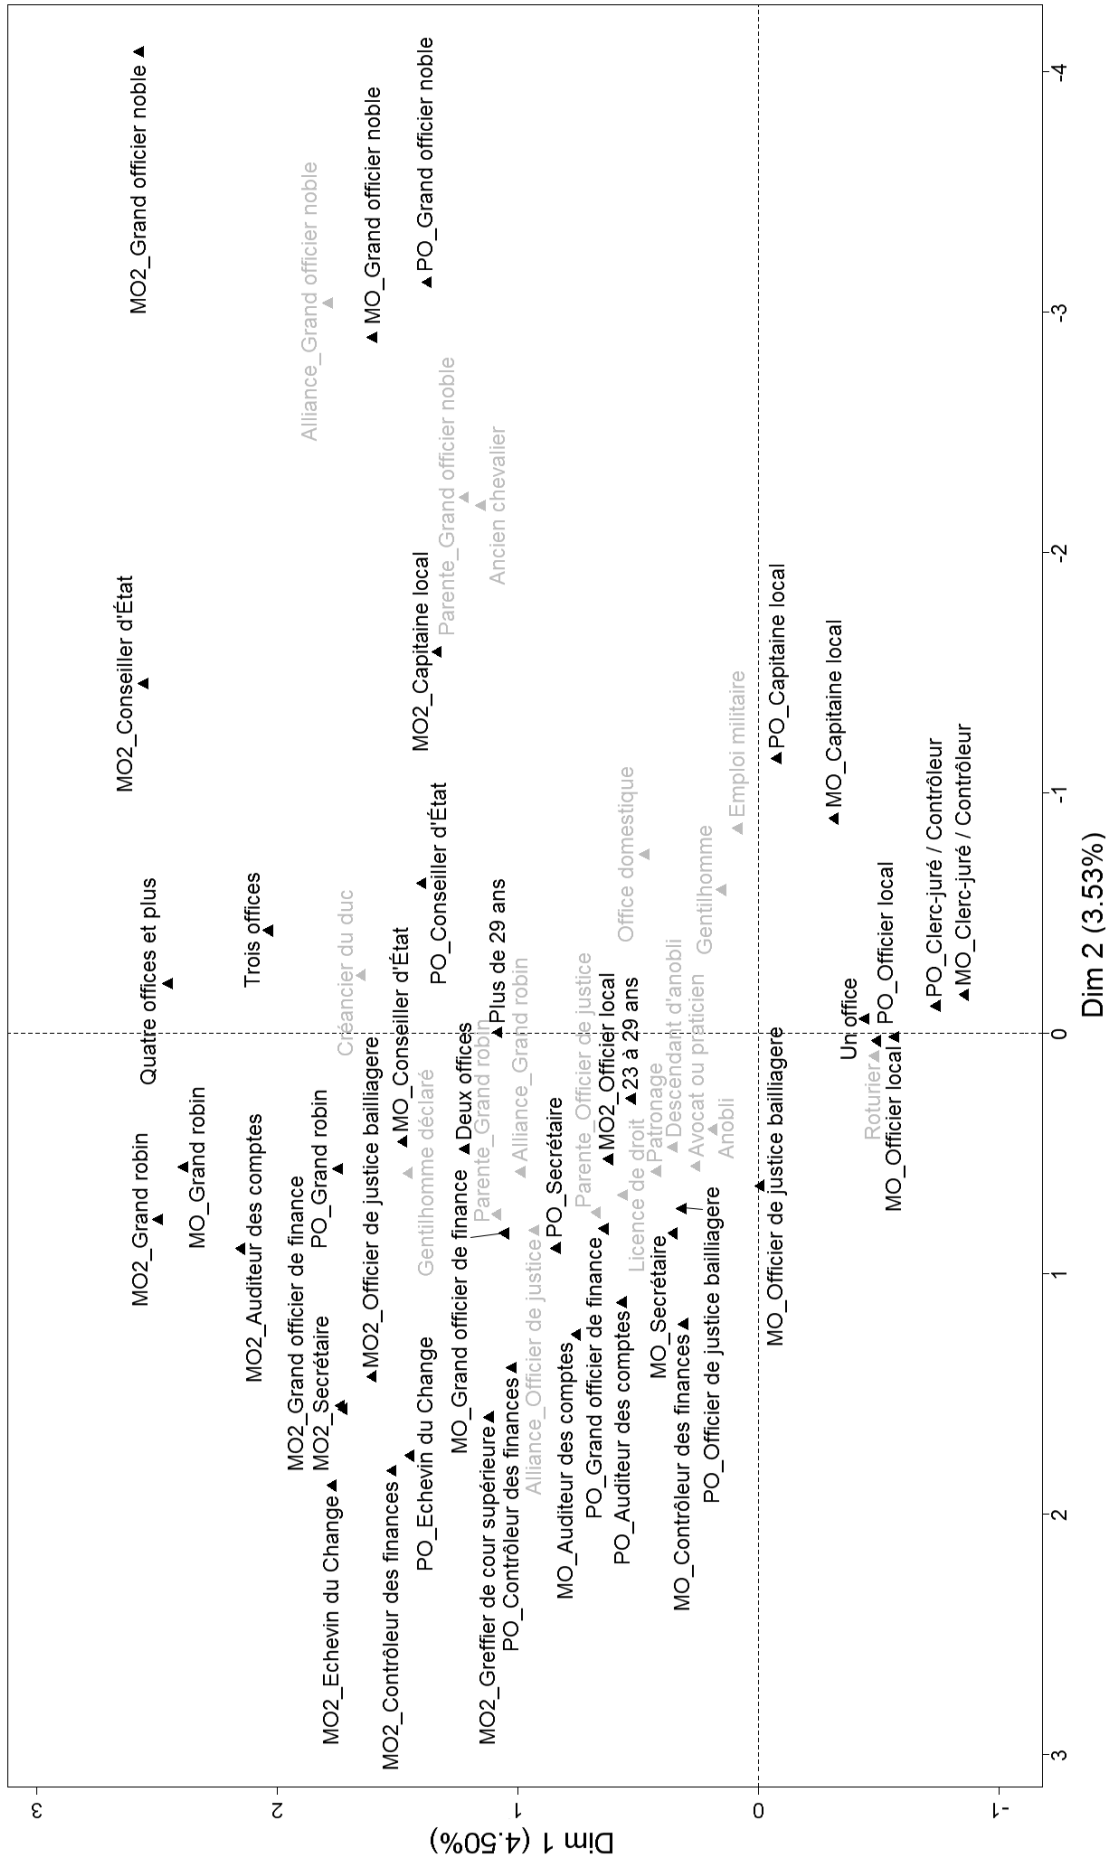 MO2_Grand officier noble
MO_Grand officier noble
PO_Grand officier noble
Alliance_Grand officier noble
Parente_Grand officier noble
Ancien chevalier
MO2_Conseiller d'État
MO2_Capitaine local
PO_Capitaine local
MO_Capitaine local
Emploi militaire
Office domestique
Gentilhomme
PO_Conseiller d'État
Quatre offices et plus
Trois offices
Créancier du duc
MO_Conseiller d'État
Plus de 29 ans
PO_Clerc-juré / Contrôleur
MO_Clerc-juré / Contrôleur
Un office
PO_Officier local
MO_Officier local
Roturier
MO2_Grand robin
MO_Grand robin
PO_Grand robin
MO2_Auditeur des comptes
MO2_Officier de justice bailliagere
Gentilhomme déclaré
Deux offices
Parente_Grand robin
Alliance_Grand robin
Parente_Officier de justice
MO2_Officier local
23 à 29 ans
Patronage
Descendant d'anobli
Avocat ou praticien
Anobli
Licence de droit
MO_Officier de justice bailliagere
PO_Officier de justice bailliagere
PO_Secrétaire
MO_Secrétaire
MO_Grand officier de finance
Alliance_Officier de justice
PO_Grand officier de finance
PO_Auditeur des comptes
MO_Auditeur des comptes
MO_Contrôleur des finances
MO2_Grand officier de finance
MO2_Secrétaire
MO2_Echevin du Change
PO_Echevin du Change
MO2_Contrôleur des finances
MO2_Greffier de cour supérieure
PO_Contrôleur des finances
Dim 1 (4.50%)
3
2
1
0
-1
Dim 2 (3.53%)
3
2
1
0
-1
-2
-3
-4